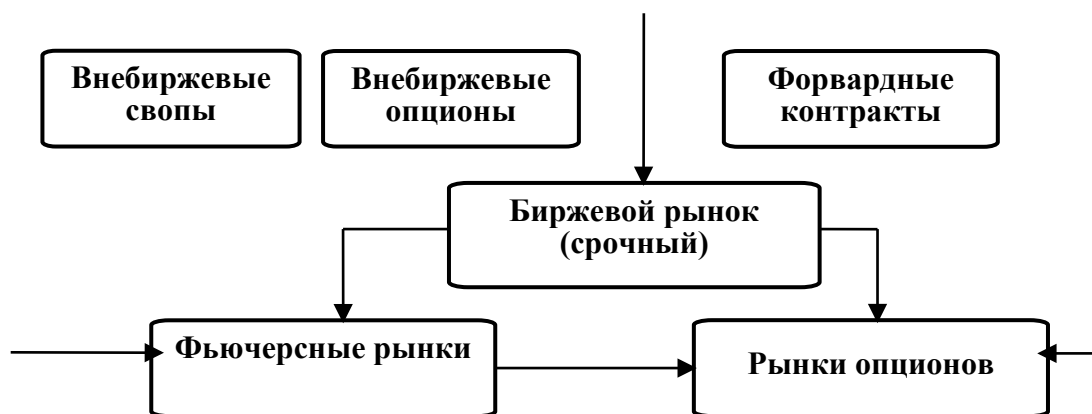 Внебиржевые
свопы
Внебиржевые
опционы
Форвардные
контракты
Биржевой рынок
(срочный)
Фьючерсные рынки
Рынки опционов